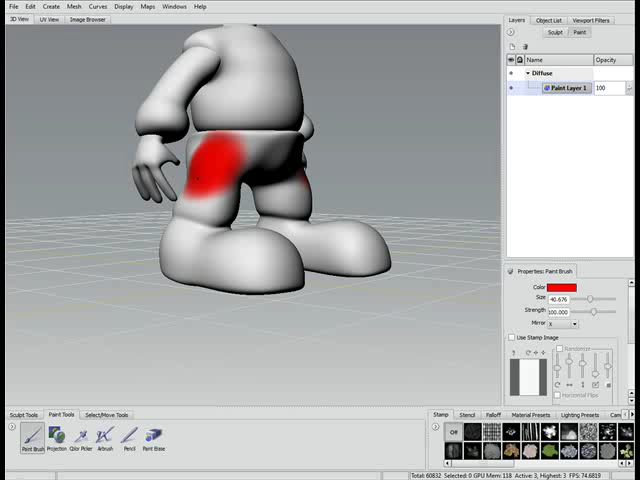 File Edit Create Mesh Curves Display Maps Windows Help
3D View UV View Image Browser
Layers Object List Viewport Filters
Sculpt Paint
Name Opacity
Diffuse
Paint Layer 1 100
Properties: Paint Brush
Color
Size 40.676
Strength 100.000
Mirror X
Use Stamp Image
Randomize
Horizontal Flips
Sculpt Tools Paint Tools Select/Move Tools
Stamp Stencil Falloff Material Presets Lighting Presets Cam
Off
Paint Brush Projection Color Picker Airbrush Pencil Paint Erase
Total: 60832 Selected: 0 GPU Mem: 118 Active: 3, Highest: 3 FPS: 74.6819